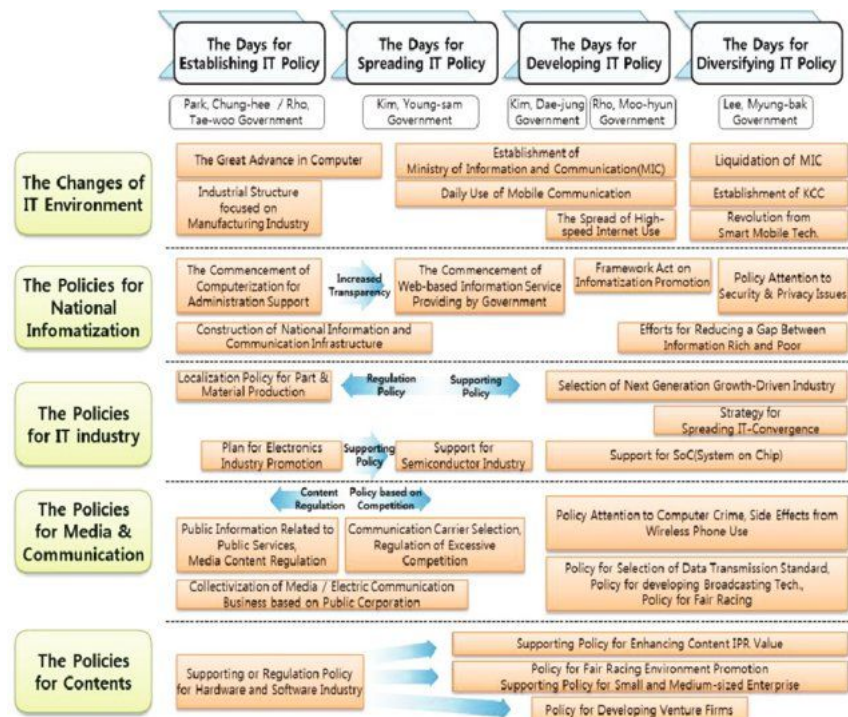 The Days for
Establishing IT Policy
The Days for
Spreading IT Policy
The Days for
Developing IT Policy
The Days for
Diversifying IT Policy
Park, Chung-hee / Rho,
Tae-woo Government
Kim, Young-sam
Government
Kim, Dae-jung
Government
Rho, Moo-hyun
Government
Lee, Myung-bak
Government
The Changes of
IT Environment
The Great Advance in Computer
Establishment of
Ministry of Information and Communication(MIC)
Liquidation of MIC
Industrial Structure
focused on
Manufacturing Industry
Daily Use of Mobile Communication
Establishment of KCC
The Spread of High-
speed Internet Use
Revolution from
Smart Mobile Tech.
The Policies for
National
Infomatization
The Commencement of
Computerization for
Administration Support
Increased
Transparency
The Commencement of
Web-based Information Service
Providing by Government
Framework Act on
Infomatization Promotion
Policy Attention to
Security & Privacy Issues
Construction of National Information and
Communication Infrastructure
Efforts for Reducing a Gap Between
Information Rich and Poor
The Policies
for IT industry
Localization Policy for Part &
Material Production
Regulation
Policy
Supporting
Policy
Selection of Next Generation Growth-Driven Industry
Strategy for
Spreading IT-Convergence
Plan for Electronics
Industry Promotion
Supporting
Policy
Support for
Semiconductor Industry
Support for SoC(System on Chip)
The Policies
for Media &
Communication
Content
Regulation
Policy based on
Competition
Public Information Related to
Public Services,
Media Content Regulation
Communication Carrier Selection,
Regulation of Excessive
Competition
Policy Attention to Computer Crime, Side Effects from
Wireless Phone Use
Collectivization of Media / Electric Communication
Business based on Public Corporation
Policy for Selection of Data Transmission Standard,
Policy for developing Broadcasting Tech.,
Policy for Fair Racing
The Policies
for Contents
Supporting or Regulation Policy
for Hardware and Software Industry
Supporting Policy for Enhancing Content IPR Value
Policy for Fair Racing Environment Promotion
Supporting Policy for Small and Medium-sized Enterprise
Policy for Developing Venture Firms